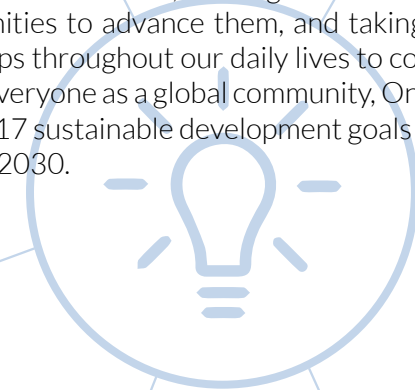 nities to advance them, and taking
ps throughout our daily lives to co
veryone as a global community, On
17 sustainable development goals
2030.